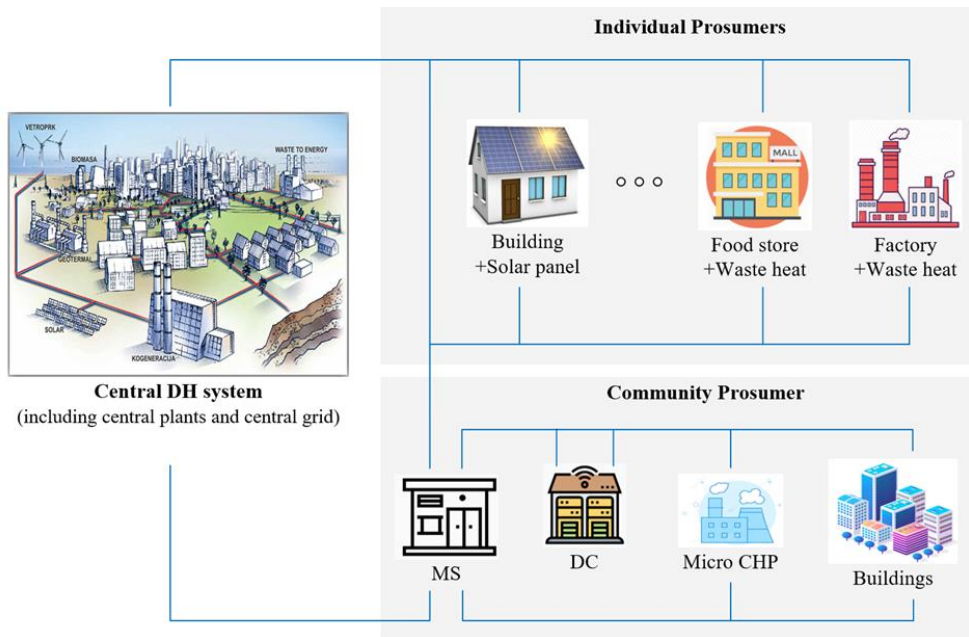 Individual Prosumers
VETROPRK
BIOMASA
WASTE TO ENERGY
GEOTERMAL
SOLAR
KOGENERACIJA
MALL
Building
+Solar panel
Food store
+Waste heat
Factory
+Waste heat
Central DH system
(including central plants and central grid)
Community Prosumer
MS
DC
Micro CHP
Buildings